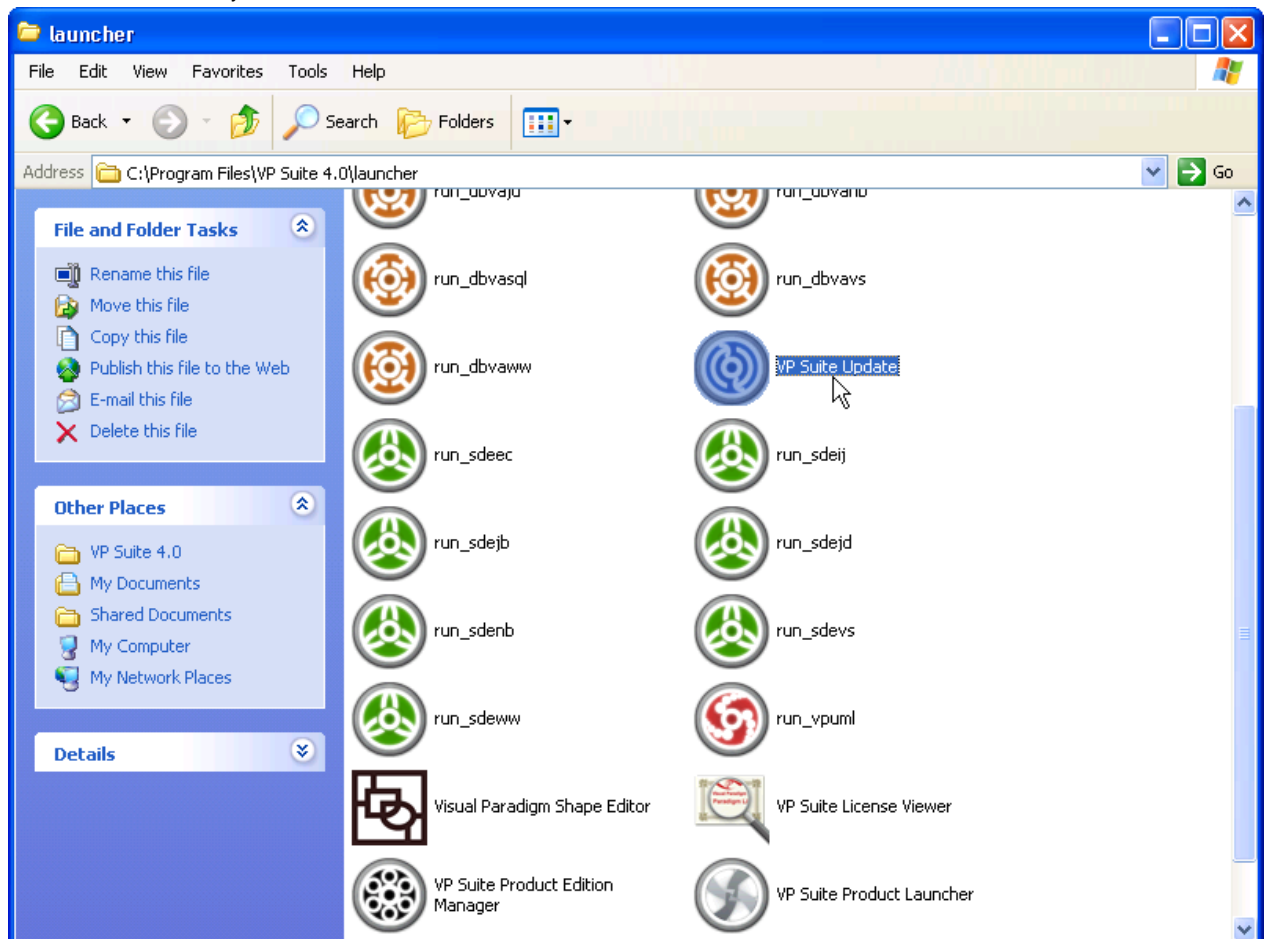 launcher
File Edit View Favorites Tools Help
Back Search Folders
Address C:\Program Files\VP Suite 4.0\launcher Go
File and Folder Tasks
Rename this file
Move this file
Copy this file
Publish this file to the Web
E-mail this file
Delete this file
Other Places
VP Suite 4.0
My Documents
Shared Documents
My Computer
My Network Places
Details
run_dbvaju run_dbvanb
run_dbvasql run_dbvavs
run_dbvaww VP Suite Update
run_sdeec run_sdeij
run_sdejb run_sdejd
run_sdenb run_sdevs
run_sdeww run_vpuml
Visual Paradigm Shape Editor VP Suite License Viewer
VP Suite Product Edition
Manager
VP Suite Product Launcher